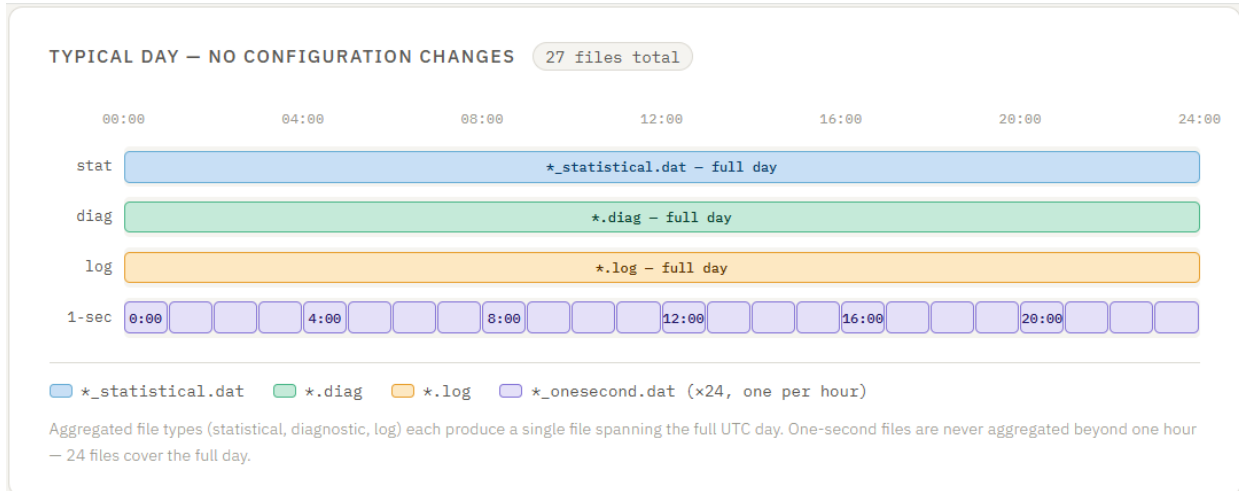 TYPICAL DAY — NO CONFIGURATION CHANGES 27 files total
00:00 04:00 08:00 12:00 16:00 20:00 24:00
stat *_statistical.dat — full day
diag *.diag — full day
log *.log — full day
1-sec 0:00 4:00 8:00 12:00 16:00 20:00
*_statistical.dat *.diag *.log *_onesecond.dat (×24, one per hour)
Aggregated file types (statistical, diagnostic, log) each produce a single file spanning the full UTC day. One-second files are never aggregated beyond one hour
— 24 files cover the full day.